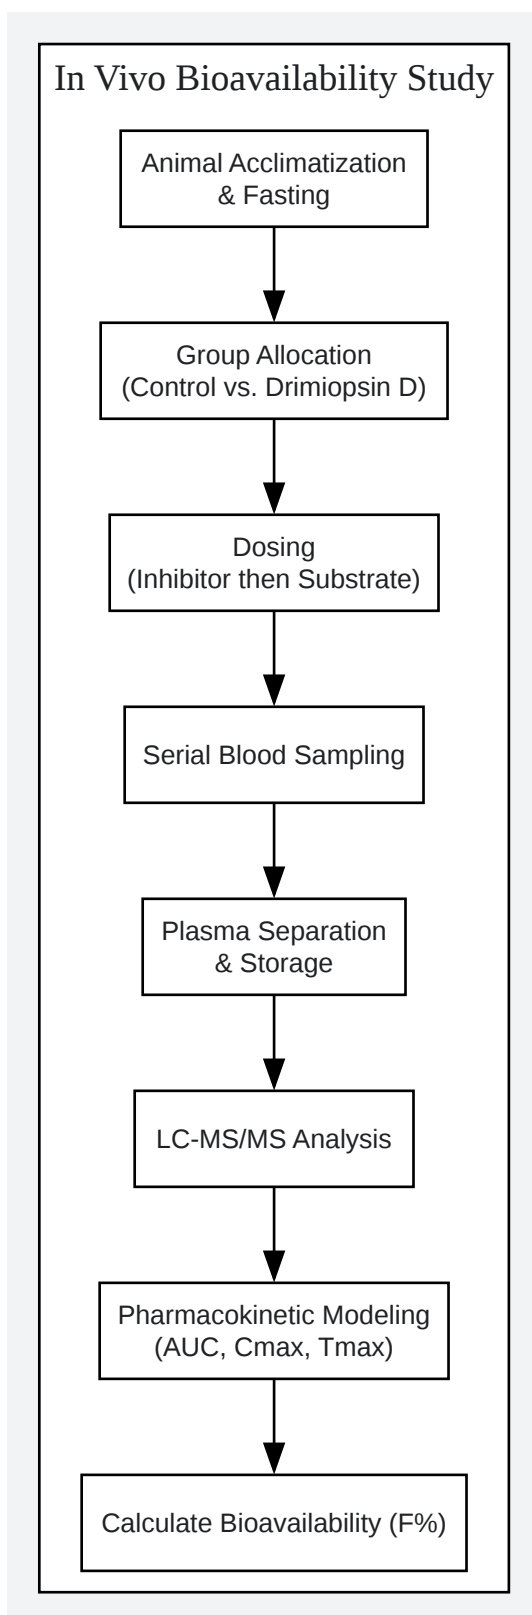 In Vivo Bioavailability Study
Animal Acclimatization
& Fasting
Group Allocation
(Control vs. Drimiopsin D)
Dosing
(Inhibitor then Substrate)
Serial Blood Sampling
Plasma Separation
& Storage
LC-MS/MS Analysis
Pharmacokinetic Modeling
(AUC, Cmax, Tmax)
Calculate Bioavailability (F%)